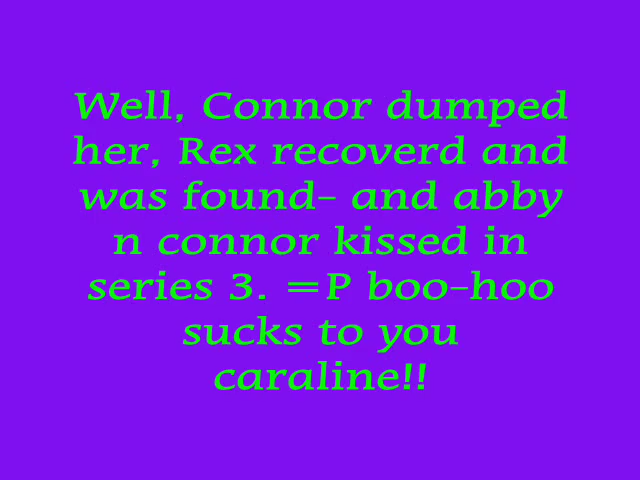 Well, Connor dumped
her, Rex recoverd and
was found- and abby
n connor kissed in
series 3. =P boo-hoo
sucks to you
caraline!!